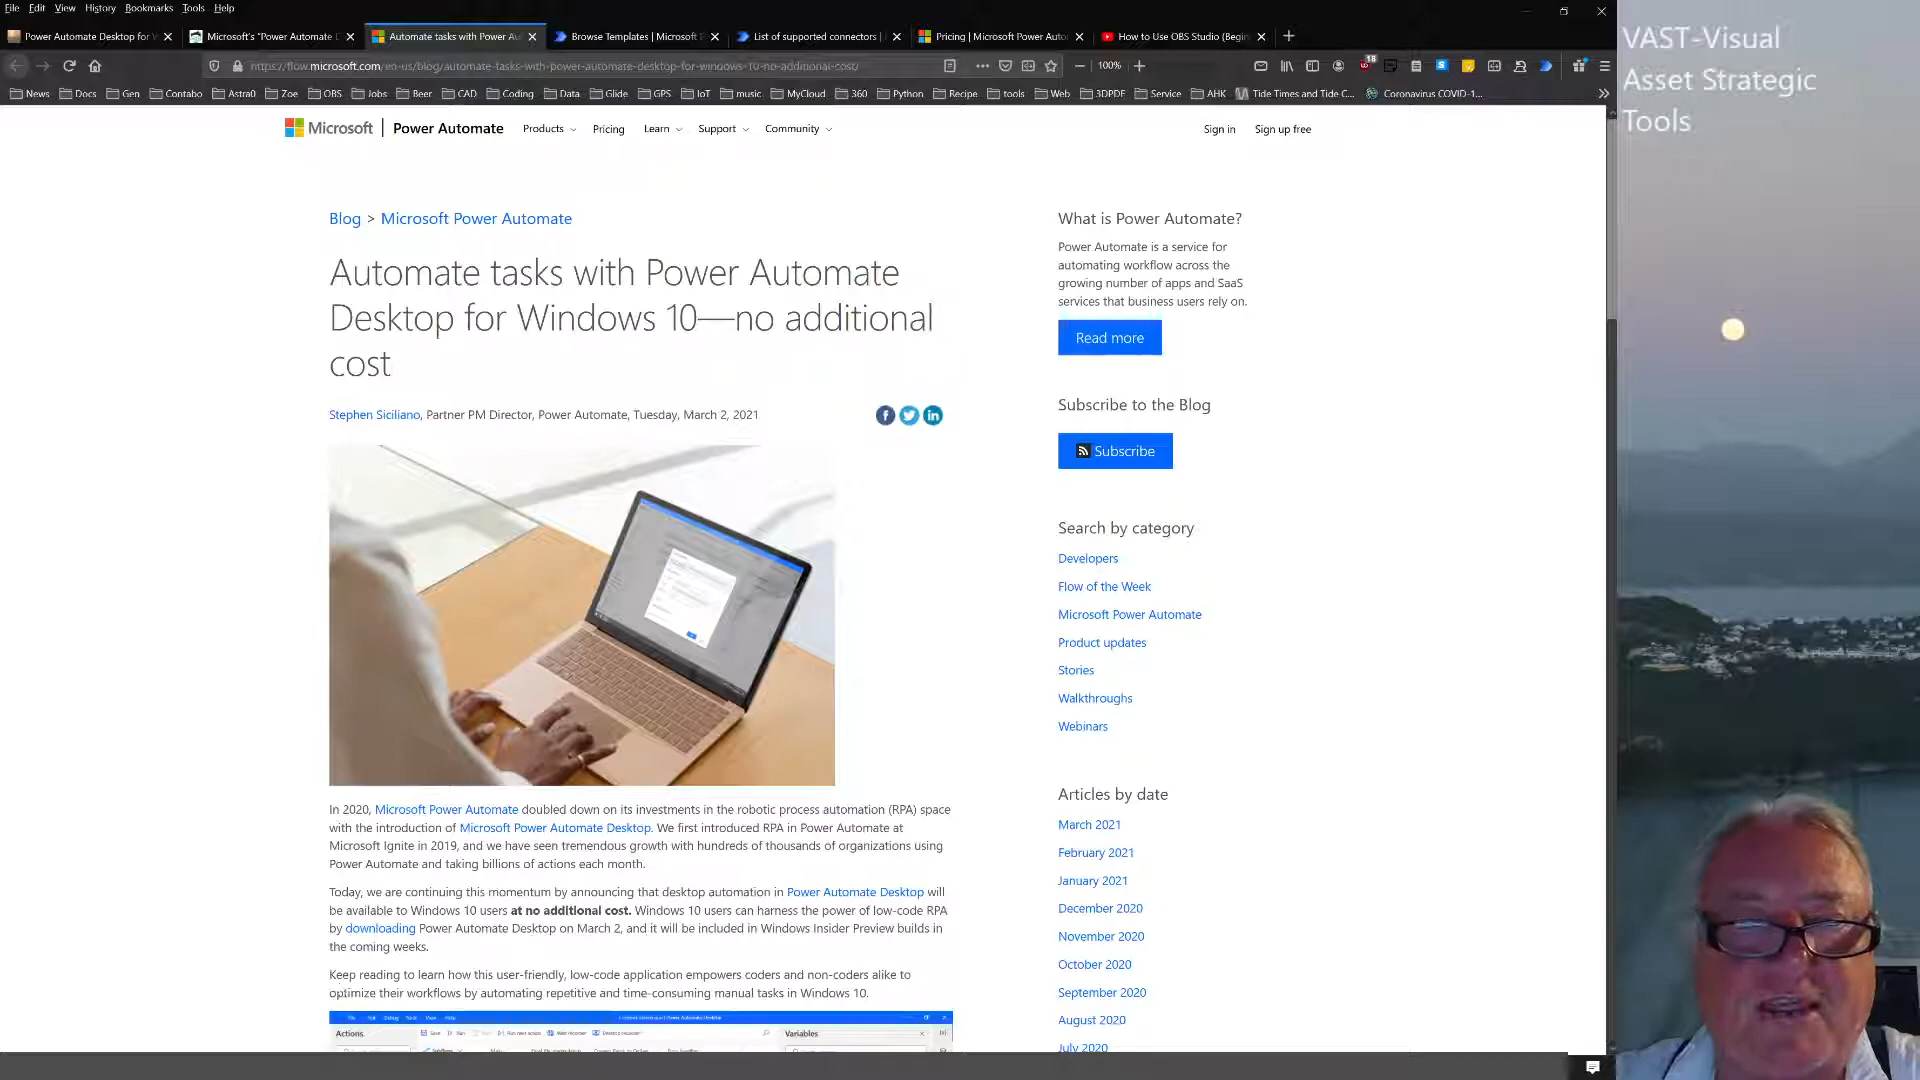 File Edit View History Bookmarks Tools Help
Power Automate Desktop for
Microsoft's "Power Automate
Automate tasks with Power Au
Browse Templates | Microsoft P
List of supported connectors |
Pricing | Microsoft Power Auto
How to Use OBS Studio (Begin
https://flow.microsoft.com/en-us/blog/automate-tasks-with-power-automate-desktop-for-windows-10-no-additional-cost/
100%
18
News Docs Gen Contabo Astra0 Zoe OBS Jobs Beer CAD Coding Data Glide GPS IoT music MyCloud 360 Python Recipe tools Web 3DPDF Service AHK Tide Times and Tide C... Coronavirus COVID-1...
VAST-Visual
Asset Strategic
Tools
Microsoft Power Automate Products Pricing Learn Support Community Sign in Sign up free
Blog > Microsoft Power Automate
Automate tasks with Power Automate
Desktop for Windows 10—no additional
cost
Stephen Siciliano, Partner PM Director, Power Automate, Tuesday, March 2, 2021
In 2020, Microsoft Power Automate doubled down on its investments in the robotic process automation (RPA) space
with the introduction of Microsoft Power Automate Desktop. We first introduced RPA in Power Automate at
Microsoft Ignite in 2019, and we have seen tremendous growth with hundreds of thousands of organizations using
Power Automate and taking billions of actions each month.
Today, we are continuing this momentum by announcing that desktop automation in Power Automate Desktop will
be available to Windows 10 users at no additional cost. Windows 10 users can harness the power of low-code RPA
by downloading Power Automate Desktop on March 2, and it will be included in Windows Insider Preview builds in
the coming weeks.
Keep reading to learn how this user-friendly, low-code application empowers coders and non-coders alike to
optimize their workflows by automating repetitive and time-consuming manual tasks in Windows 10.
Actions
Save Run Run next action Web recorder Desktop recorder
Variables
What is Power Automate?
Power Automate is a service for
automating workflow across the
growing number of apps and SaaS
services that business users rely on.
Read more
Subscribe to the Blog
Subscribe
Search by category
Developers
Flow of the Week
Microsoft Power Automate
Product updates
Stories
Walkthroughs
Webinars
Articles by date
March 2021
February 2021
January 2021
December 2020
November 2020
October 2020
September 2020
August 2020
July 2020